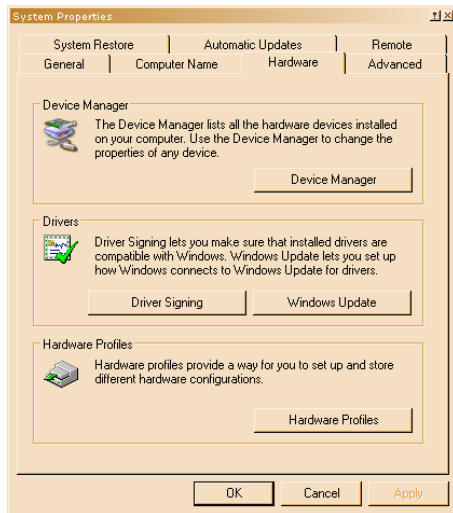 System Properties
System Restore
Automatic Updates
Remote
General
Computer Name
Hardware
Advanced
Device Manager
The Device Manager lists all the hardware devices installed
on your computer. Use the Device Manager to change the
properties of any device.
Device Manager
Drivers
Driver Signing lets you make sure that installed drivers are
compatible with Windows. Windows Update lets you set up
how Windows connects to Windows Update for drivers.
Driver Signing
Windows Update
Hardware Profiles
Hardware profiles provide a way for you to set up and store
different hardware configurations.
Hardware Profiles
OK
Cancel
Apply